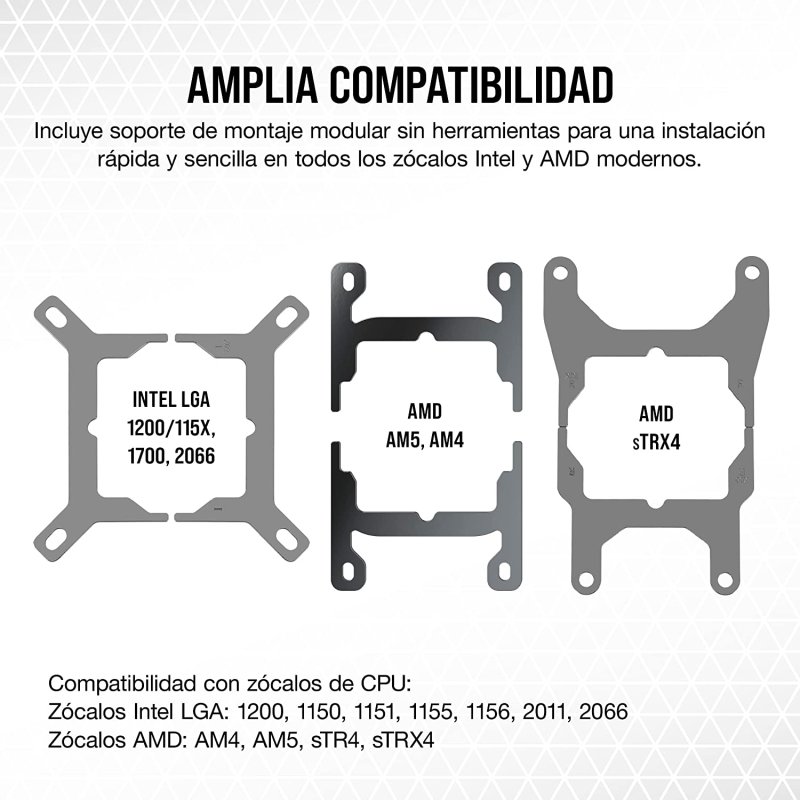 AMPLIA COMPATIBILIDAD
Incluye soporte de montaje modular sin herramientas para una instalación
rápida y sencilla en todos los zócalos Intel y AMD modernos.
INTEL LGA
1200/115X,
1700, 2066
AMD
AM5, AM4
AMD
sTRX4
Compatibilidad con zócalos de CPU:
Zócalos Intel LGA: 1200, 1150, 1151, 1155, 1156, 2011, 2066
Zócalos AMD: AM4, AM5, sTR4, sTRX4